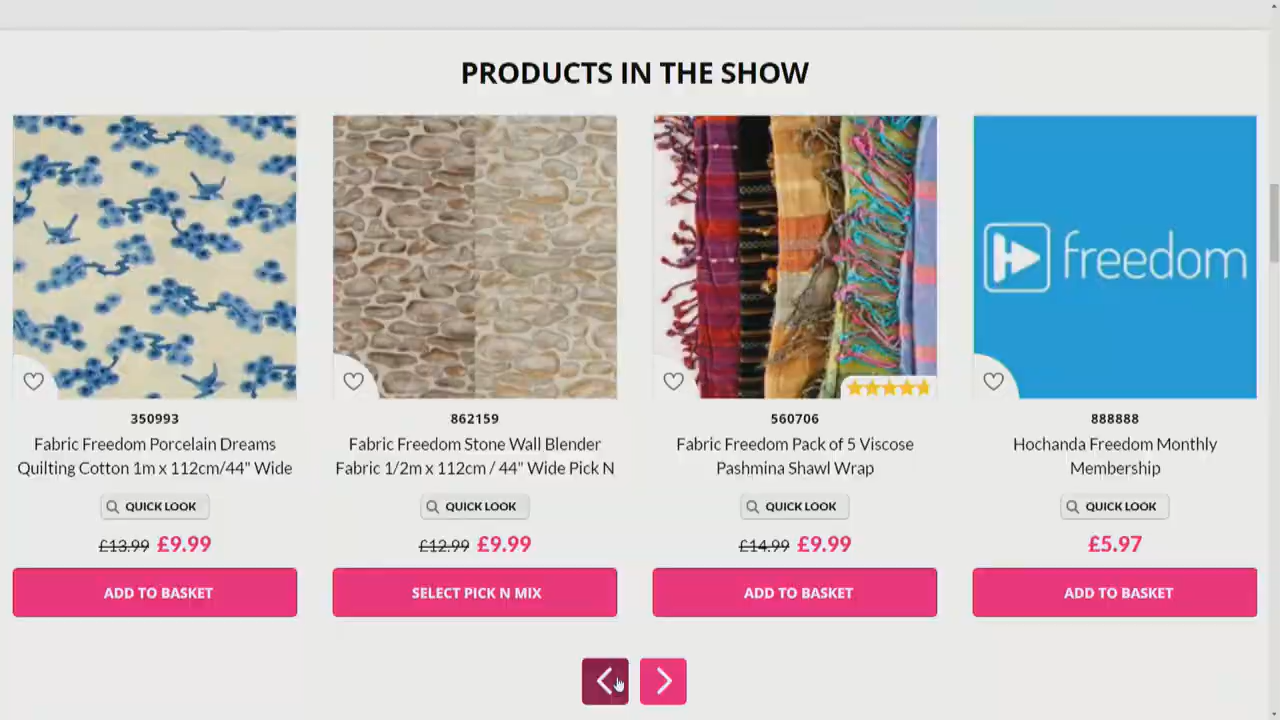 PRODUCTS IN THE SHOW
freedom
350993
Fabric Freedom Porcelain Dreams
Quilting Cotton 1m x 112cm/44" Wide
QUICK LOOK
£13.99 £9.99
ADD TO BASKET
862159
Fabric Freedom Stone Wall Blender
Fabric 1/2m x 112cm / 44" Wide Pick N
QUICK LOOK
£12.99 £9.99
SELECT PICK N MIX
560706
Fabric Freedom Pack of 5 Viscose
Pashmina Shawl Wrap
QUICK LOOK
£14.99 £9.99
ADD TO BASKET
888888
Hochanda Freedom Monthly
Membership
QUICK LOOK
£5.97
ADD TO BASKET